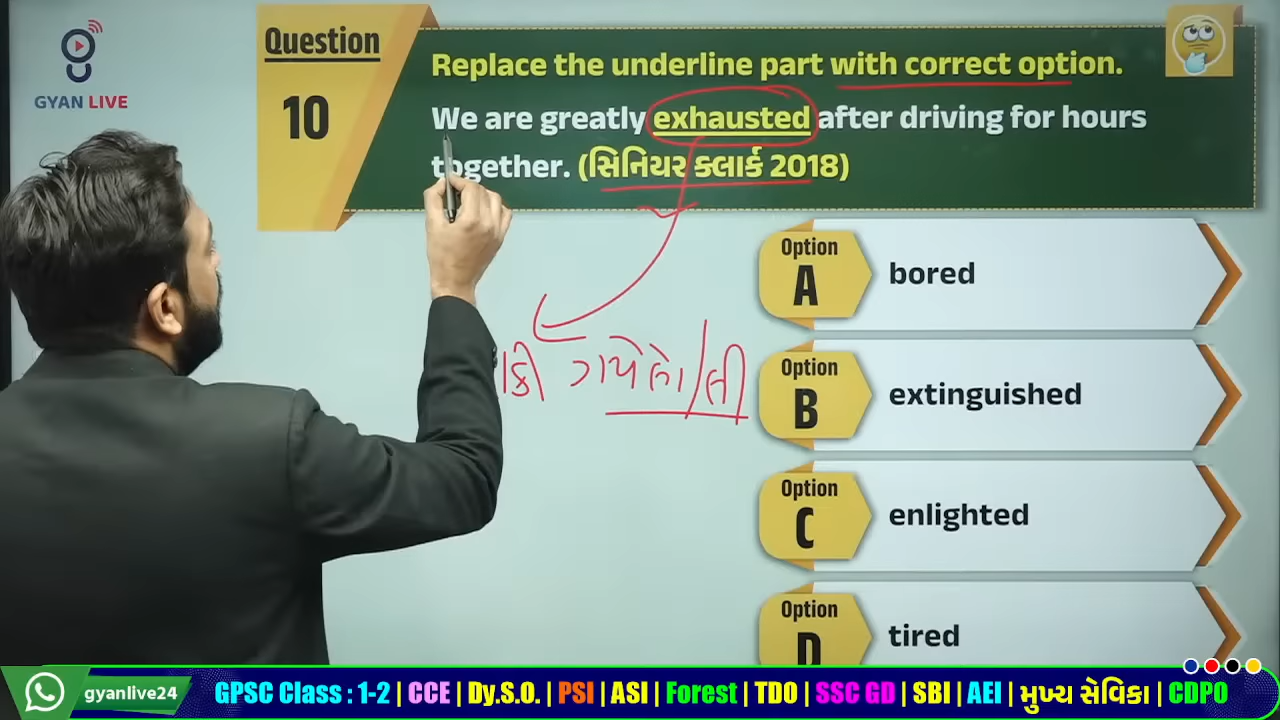 GYAN LIVE
Question
10
Replace the underline part with correct option.
We are greatly exhausted after driving for hours
together. (સિનિયર ક્લાર્ક 2018)
Option
A
bored
Option
B
extinguished
ગયેલો/લી
Option
C
enlighted
Option
D
tired
gyanlive24
GPSC Class : 1-2 | CCE | Dy.S.O. | PSI | ASI | Forest | TDO | SSC GD | SBI | AEI | મુખ્ય સેવિકા | CDPO